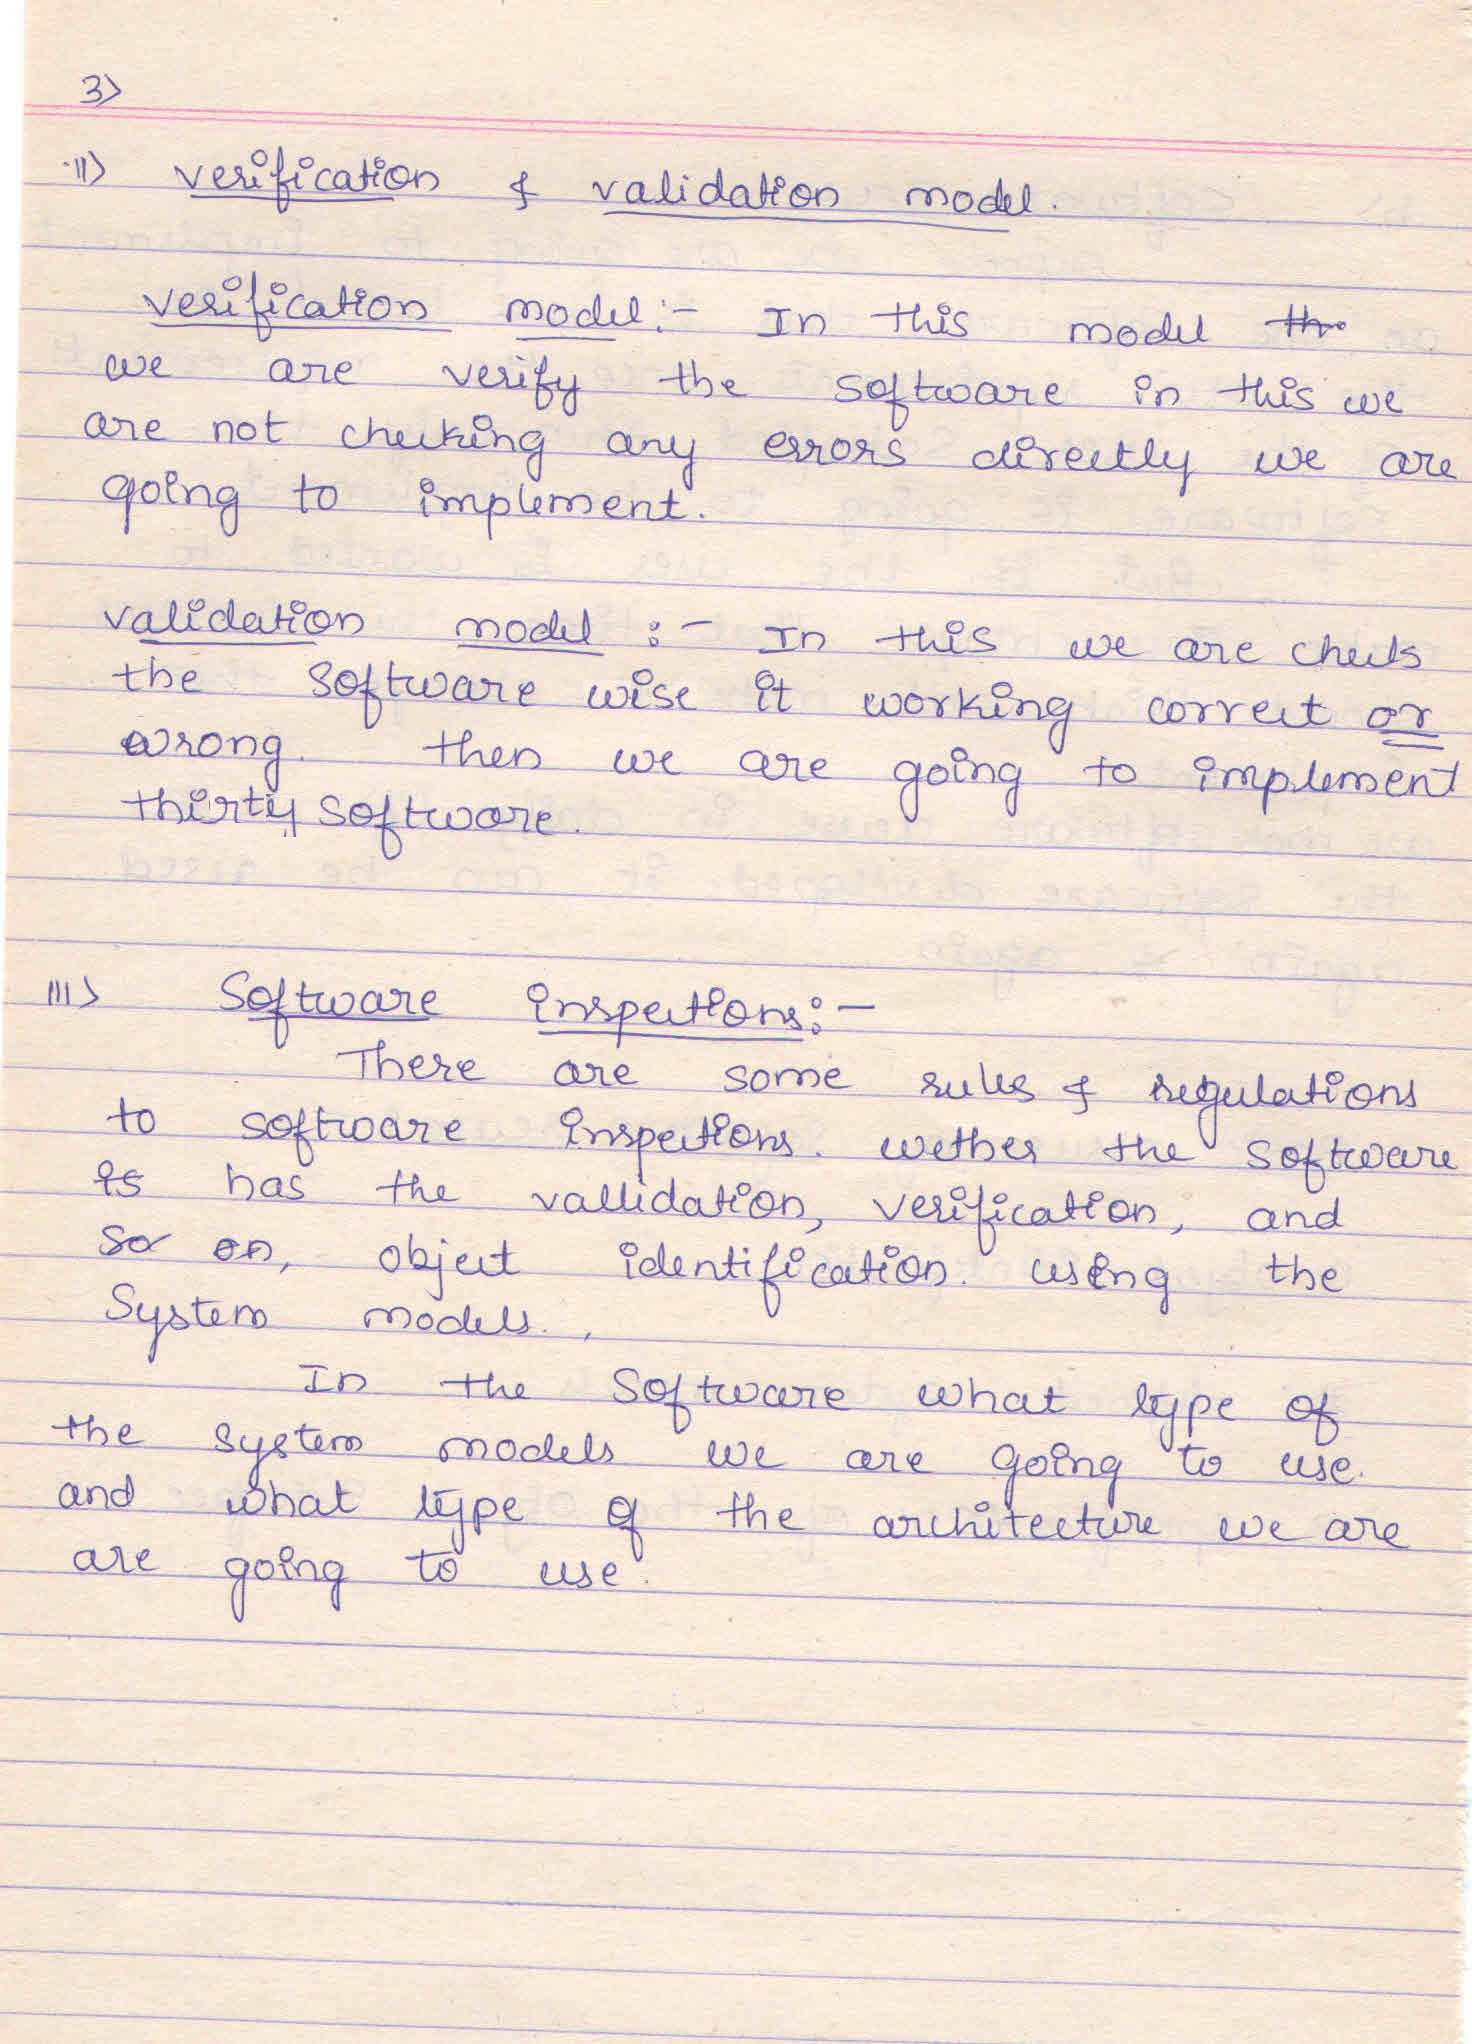 3>
11> verification & validation model.
verification model:- In this model
we are verify the software in this we
are not checking any errors directly we are
going to implement.
validation model :- In this we are check
the software wise it working correct or
wrong. then we are going to implement
thirty software.
111> Software inspections:-
There are some rules & regulations
to software inspections. wether the software
is has the vallidation, verification, and
so on, object identification. using the
System models.
In the software what type of
the system models we are going to use.
and what type of the architecture we are
are going to use.